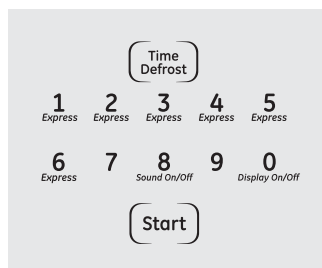 Time
Defrost
1 2 3 4 5
Express Express Express Express Express
6 7 8 9 0
Express Sound On/Off Display On/Off
Start